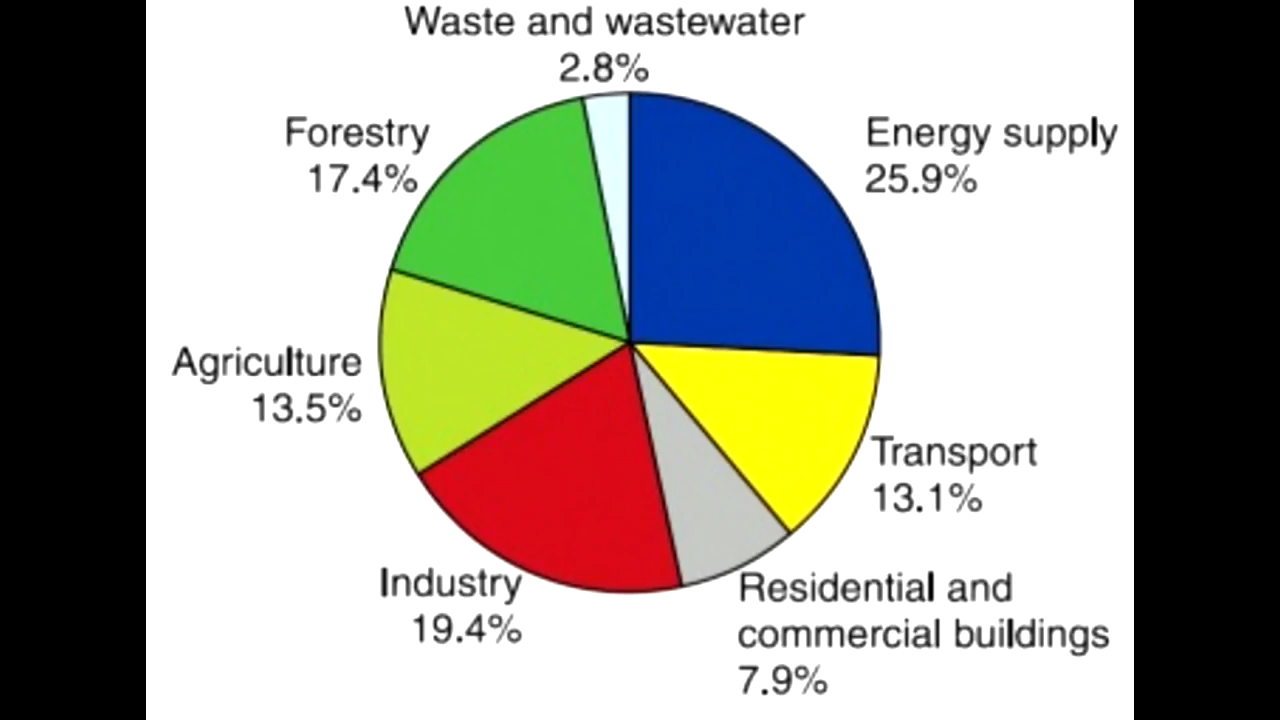 Waste and wastewater
2.8%
Energy supply
25.9%
Transport
13.1%
Residential and
commercial buildings
7.9%
Industry
19.4%
Agriculture
13.5%
Forestry
17.4%